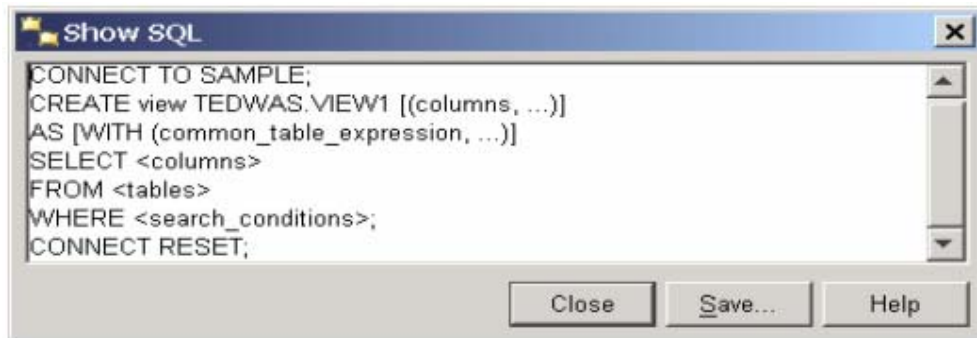 Show SQL
CONNECT TO SAMPLE;
CREATE view TEDWAS.VIEW1 [(columns, ...)]
AS [WITH (common_table_expression, ...)]
SELECT <columns>
FROM <tables>
WHERE <search_conditions>;
CONNECT RESET;
Close Save... Help